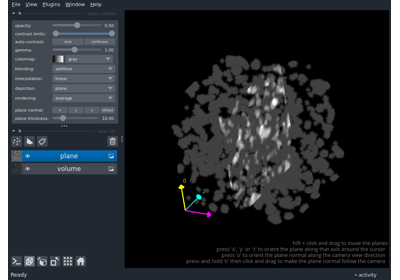 File View Plugins Window Help
opacity: 0.50
contrast limits:
auto-contrast: once continuous
gamma: 1.00
colormap: gray
blending: additive
interpolation: linear
depiction: plane
rendering: average
plane normal: x y z oblique
plane thickness: 10.00
plane
volume
0
2
hift + click and drag to move the planes
press 'x', 'y' or 'z' to orient the plane along that axis around the cursor
press 'o' to orient the plane normal along the camera view direction
press and hold 'o' then click and drag to make the plane normal follow the camera
Ready
activity